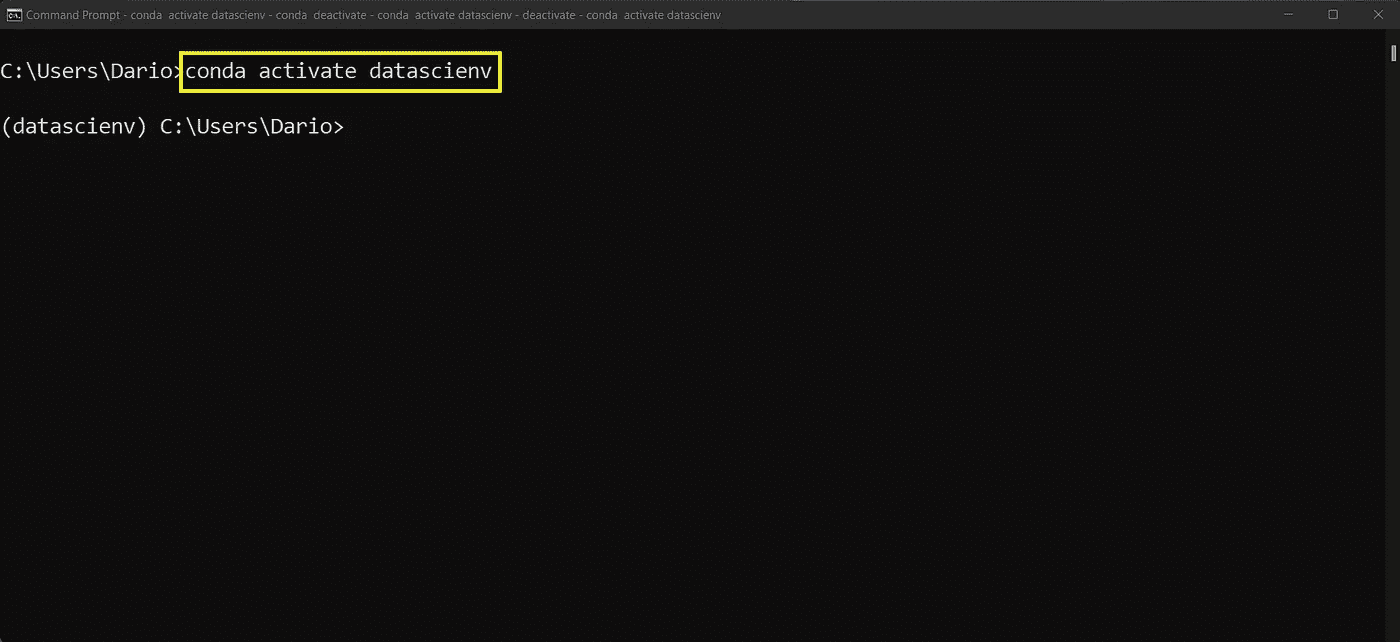 Command Prompt - conda  activate datascienv - conda  deactivate - conda  activate datascienv - deactivate - conda  activate datascienv
C:\Users\Dario>conda activate datascienv
(datascienv) C:\Users\Dario>